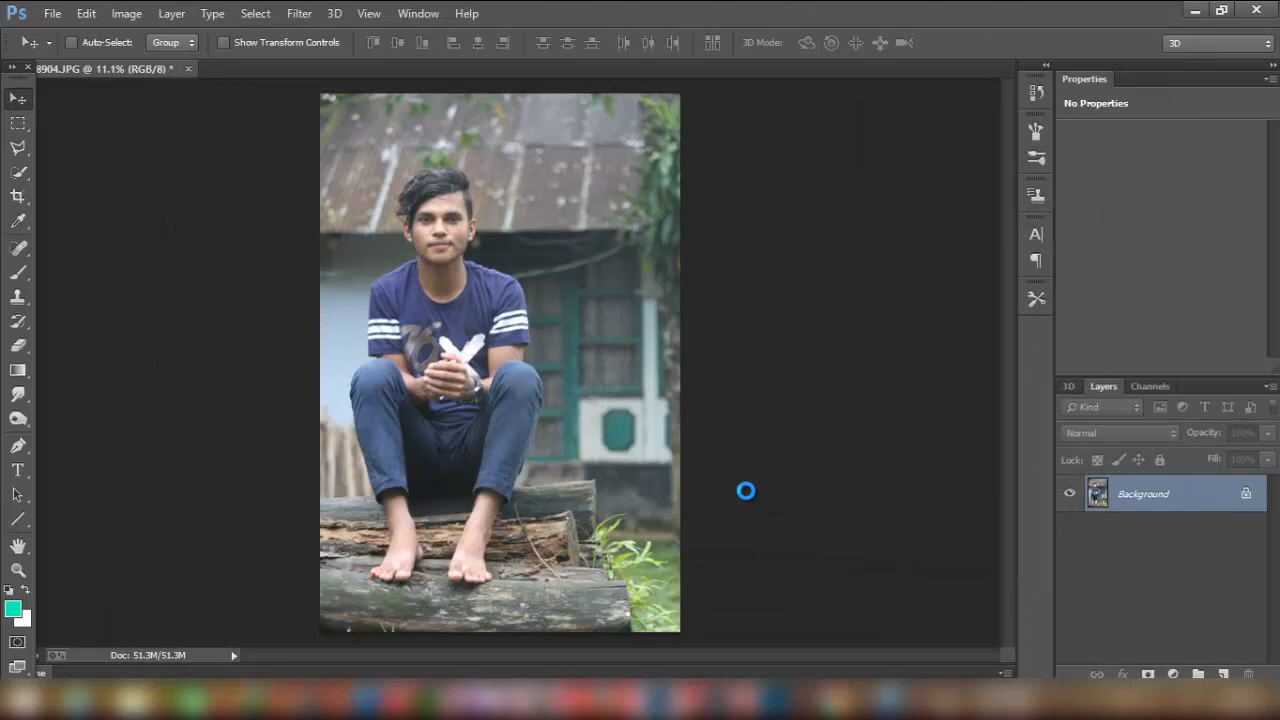 Ps File Edit Image Layer Type Select Filter 3D View Window Help
Auto-Select: Group Show Transform Controls 3D Mode: 3D
8904.JPG @ 11.1% (RGB/8) * ×
Properties
No Properties
3D Layers Channels
Kind
Normal Opacity: 100%
Lock: Fill: 100%
Background
Doc: 51.3M/51.3M